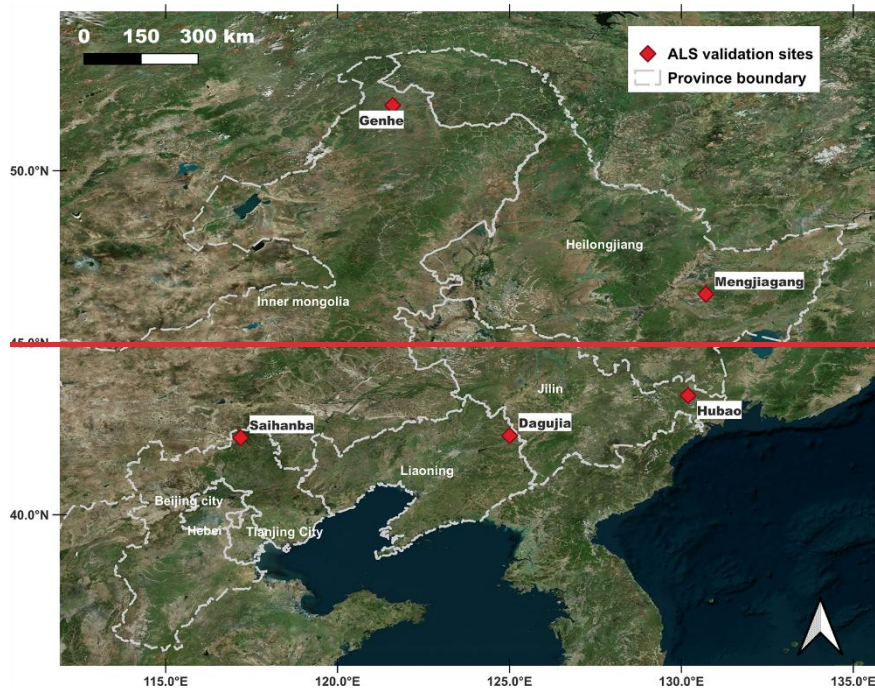 0 150 300 km
ALS validation sites
Province boundary
Genhe
50.0°N
Heilongjiang
Mengjiagang
Inner mongolia
45.0°N
Jilin
Hubao
Saihanba
Dagujia
Liaoning
Beijing city
40.0°N
Hebei
Tianjing City
115.0°E 120.0°E 125.0°E 130.0°E 135.0°E